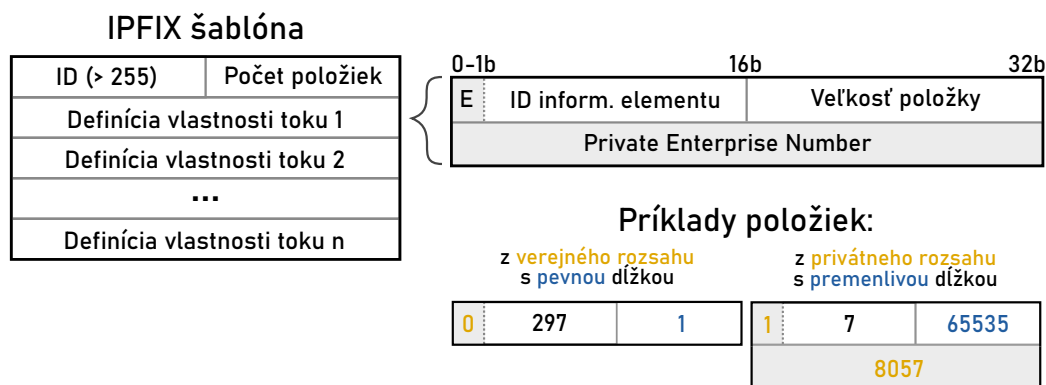 IPFIX šablóna
ID (> 255) Počet položiek
Definícia vlastnosti toku 1
Definícia vlastnosti toku 2
...
Definícia vlastnosti toku n
0-1b 16b 32b
E ID inform. elementu Veľkosť položky
Private Enterprise Number
Príklady položiek:
z verejného rozsahu
s pevnou dĺžkou
0 297 1
z privátneho rozsahu
s premenlivou dĺžkou
1 7 65535
8057